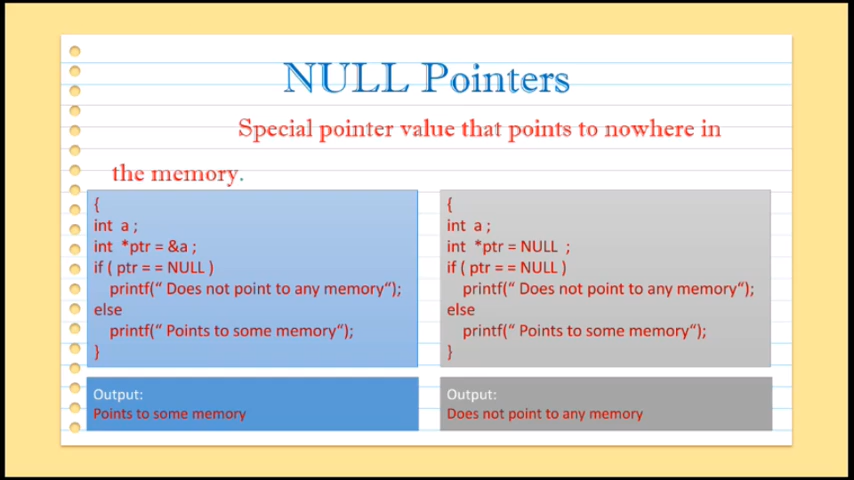 NULL Pointers
Special pointer value that points to nowhere in
the memory.
{
int a ;
int *ptr = &a ;
if ( ptr = = NULL )
printf(“ Does not point to any memory“);
else
printf(“ Points to some memory“);
}
Output:
Points to some memory
{
int a ;
int *ptr = NULL ;
if ( ptr = = NULL )
printf(“ Does not point to any memory“);
else
printf(“ Points to some memory“);
}
Output:
Does not point to any memory